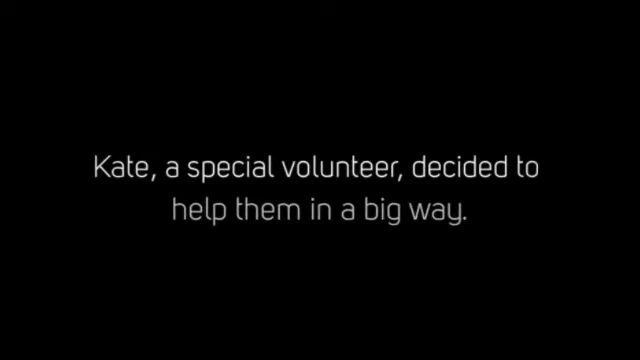 Kate, a special volunteer, decided to
help them in a big way.